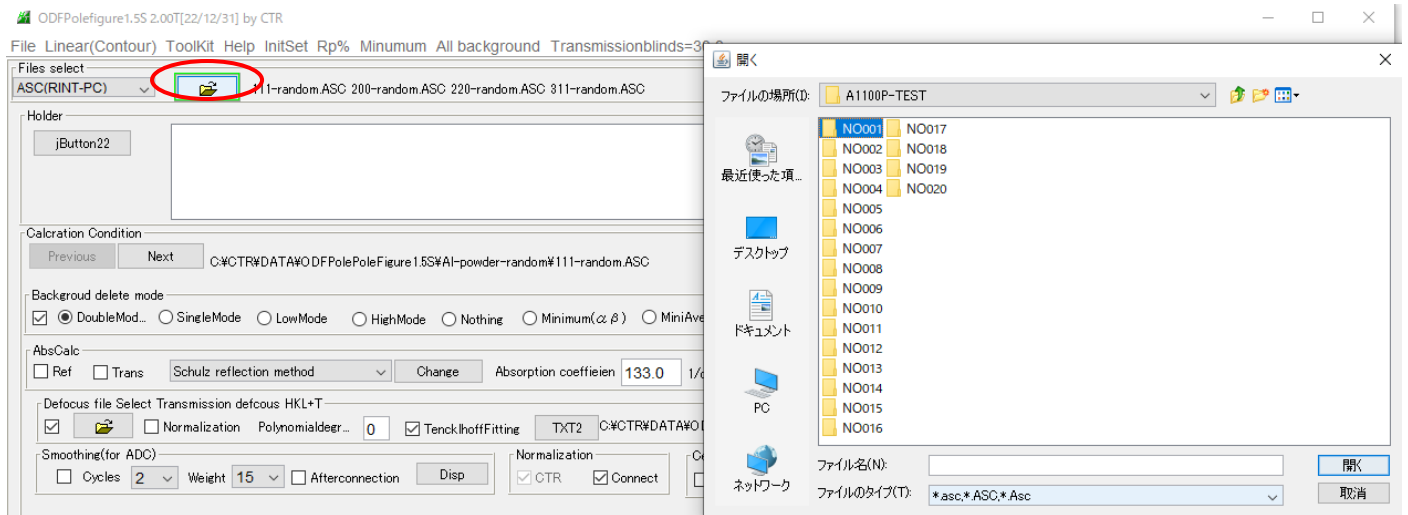 ODFPolefigure1.5S 2.00T[22/12/31] by CTR
File Linear(Contour) ToolKit Help InitSet Rp% Minumum All background Transmissionblinds=30.0
Files select
ASC(RINT-PC)
11-random.ASC 200-random.ASC 220-random.ASC 311-random.ASC
Holder
jButton22
Calcration Condition
Previous Next C:¥CTR¥DATA¥ODFPolePoleFigure1.5S¥Al-powder-random¥111-random.ASC
Backgroud delete mode
DoubleMod... SingleMode LowMode HighMode Nothing Minimum(αβ) MiniAve
AbsCalc
Ref Trans Schulz reflection method Change Absorption coeffieien 133.0 1/c
Defocus file Select Transmission defcous HKL+T
Normalization Polynomialdegr... 0 TencklhoffFitting TXT2 C:¥CTR¥DATA¥O
Smoothing(for ADC)
Cycles 2 Weight 15 Afterconnection Disp
Normalization
CTR Connect
開く
ファイルの場所(I): A1100P-TEST
最近使った項...
デスクトップ
ドキュメント
PC
ネットワーク
NO001 NO017
NO002 NO018
NO003 NO019
NO004 NO020
NO005
NO006
NO007
NO008
NO009
NO010
NO011
NO012
NO013
NO014
NO015
NO016
ファイル名(N): 開く
ファイルのタイプ(T): *.asc,*.ASC,*.Asc 取消